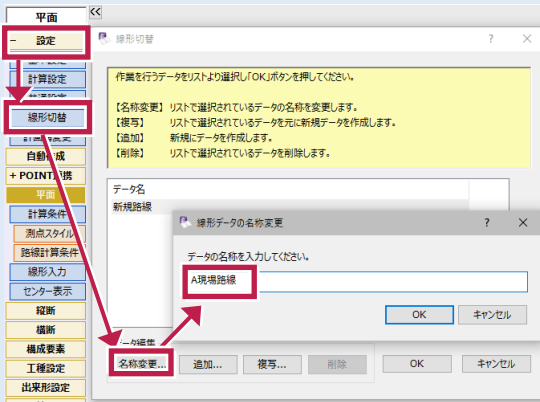 平面
－ 設定
計算設定
線形切替
自動作成
平面
計算条件
測点スタイル
路線計算条件
線形入力
センター表示
縦断
横断
構成要素
工種設定
出来形設定
<<
線形切替
? ×
作業を行うデータをリストより選択し「OK」ボタンを押してください。
【名称変更】 リストで選択されているデータの名称を変更します。
【複写】 リストで選択されているデータを元に新規データを作成します。
【追加】 新規にデータを作成します。
【削除】 リストで選択されているデータを削除します。
データ名
新規路線
線形データの名称変更
? ×
データの名称を入力してください。
A現場路線
OK キャンセル
データ編集
名称変更... 追加... 複写... 削除 OK キャンセル